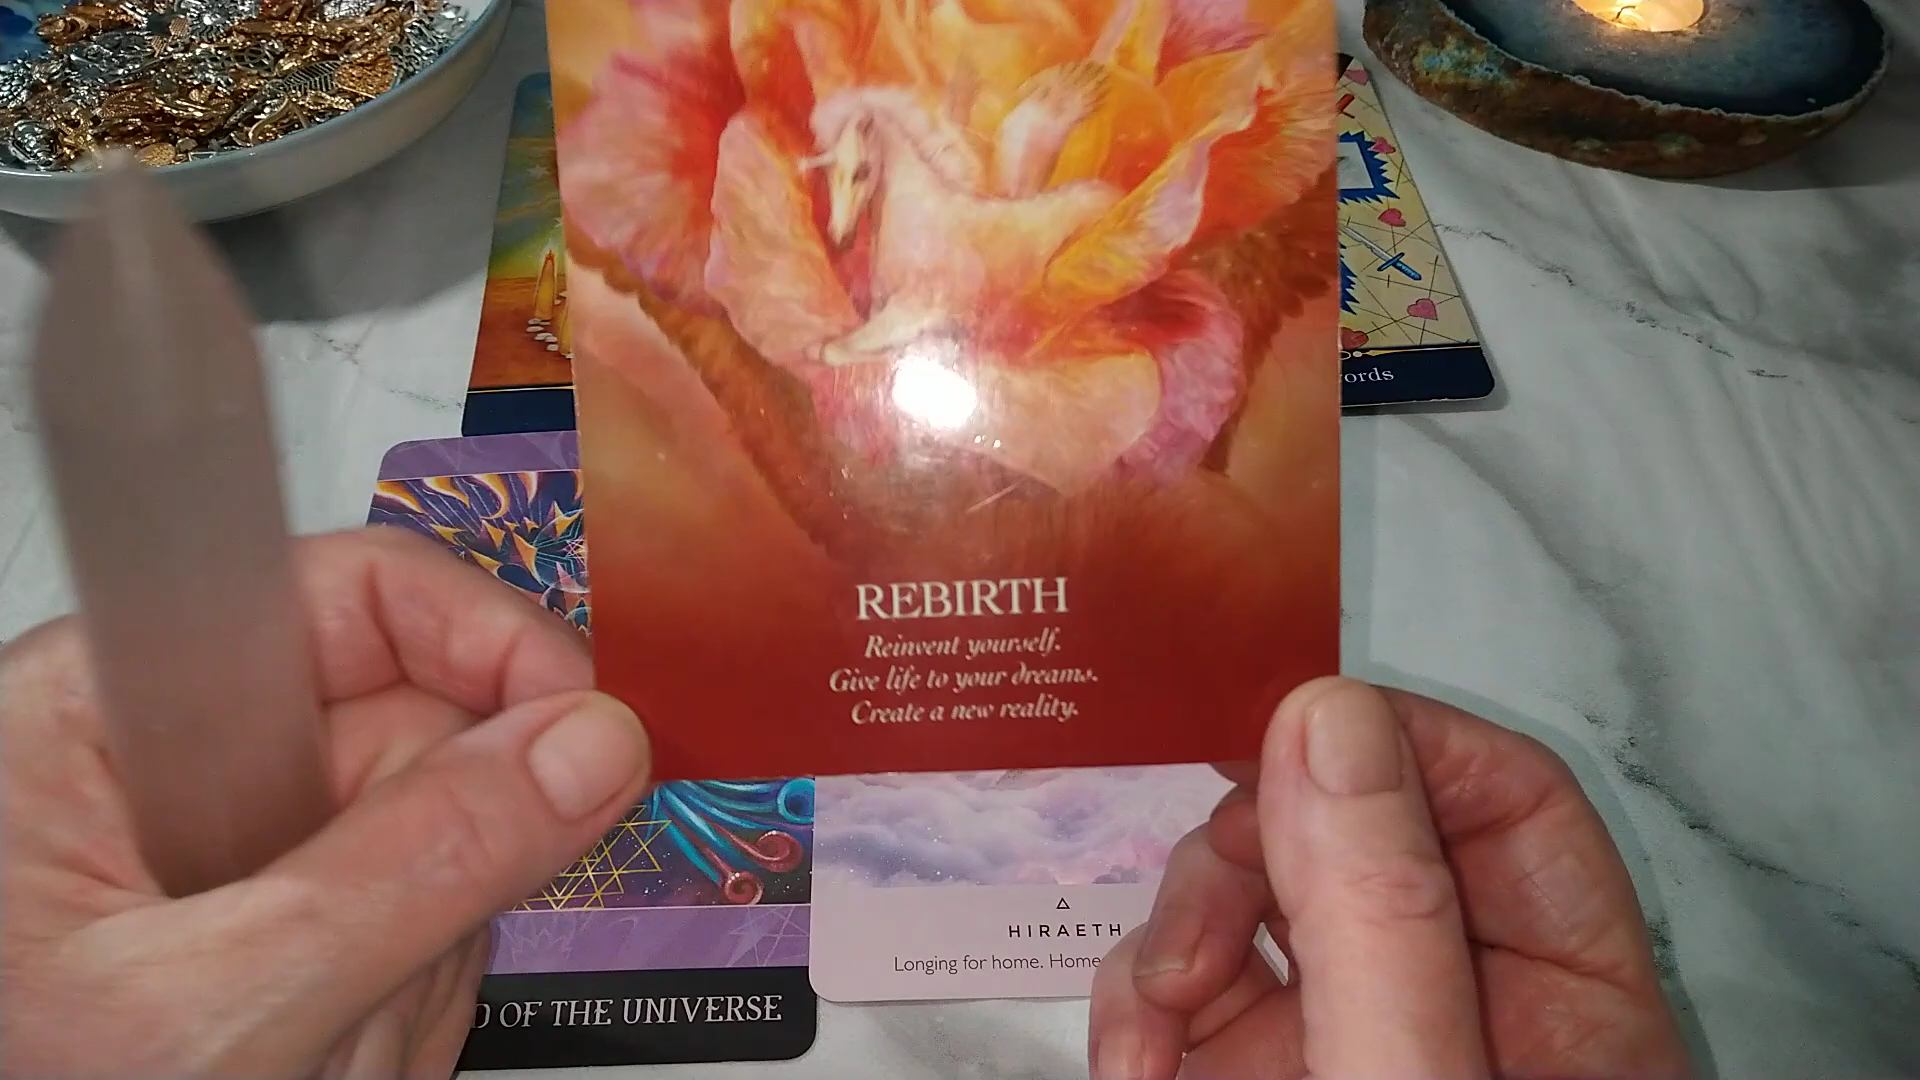 REBIRTH
Reinvent yourself.
Give life to your dreams.
Create a new reality.
HIRAETH
Longing for home. Home
OF THE UNIVERSE